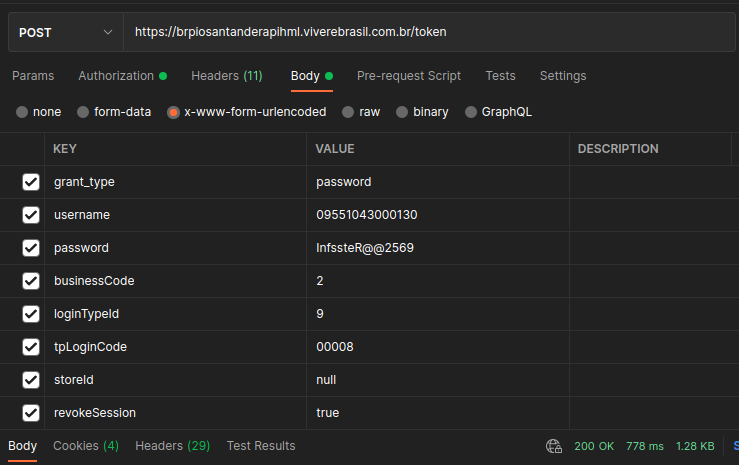 POST https://brpiosantanderapihml.viverebrasil.com.br/token
Params Authorization Headers (11) Body Pre-request Script Tests Settings
none form-data x-www-form-urlencoded raw binary GraphQL
KEY VALUE DESCRIPTION
grant_type password
username 09551043000130
password InfssteR@@2569
businessCode 2
loginTypeId 9
tpLoginCode 00008
storeId null
revokeSession true
Body Cookies (4) Headers (29) Test Results 200 OK 778 ms 1.28 KB